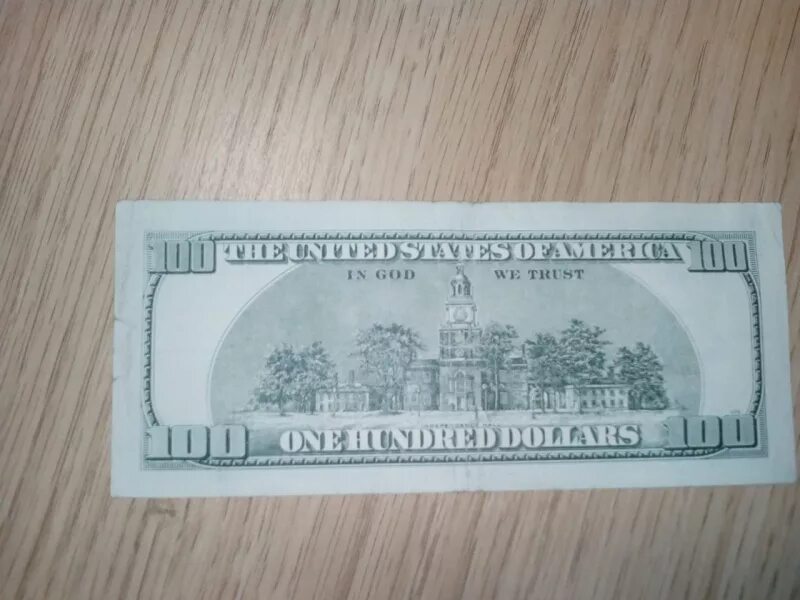 100 THE UNITED STATES OF AMERICA 100
IN GOD WE TRUST
100 ONE HUNDRED DOLLARS 100